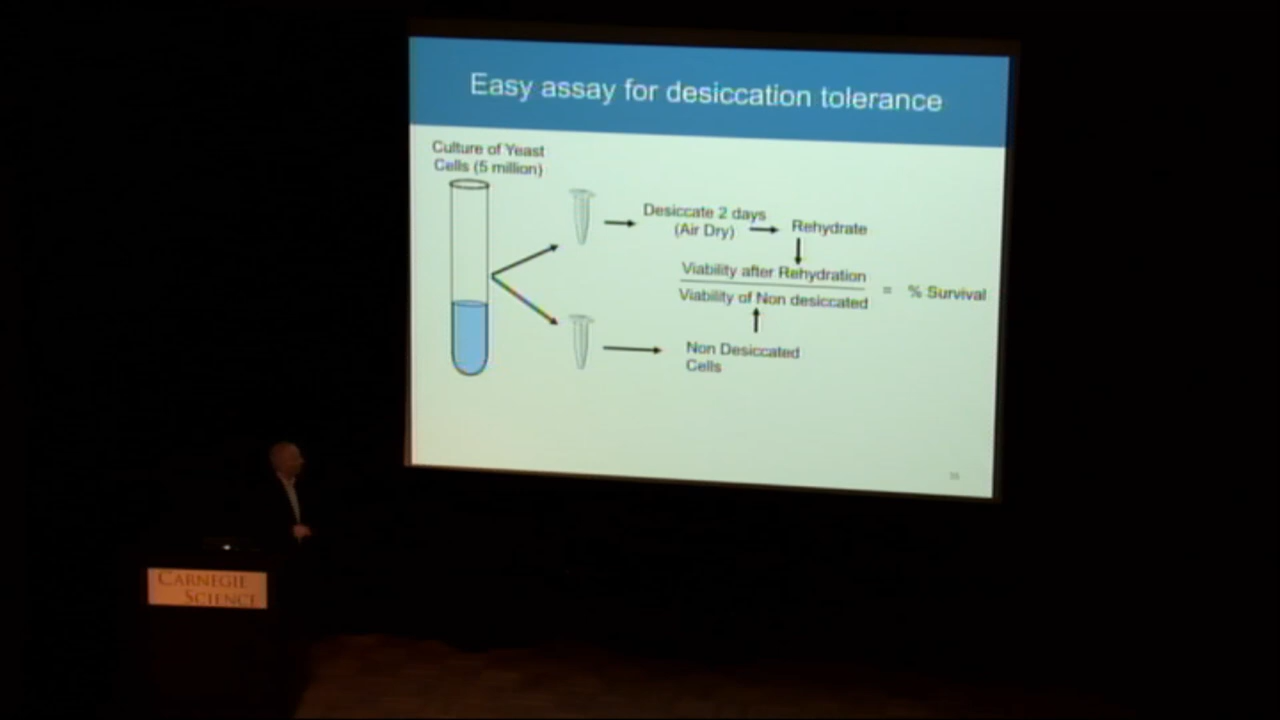 Easy assay for desiccation tolerance
Culture of Yeast
Cells (5 million)
Desiccate 2 days
(Air Dry)
Rehydrate
Viability after Rehydration
Viability of Non desiccated
= % Survival
Non Desiccated
Cells
CARNEGIE
SCIENCE